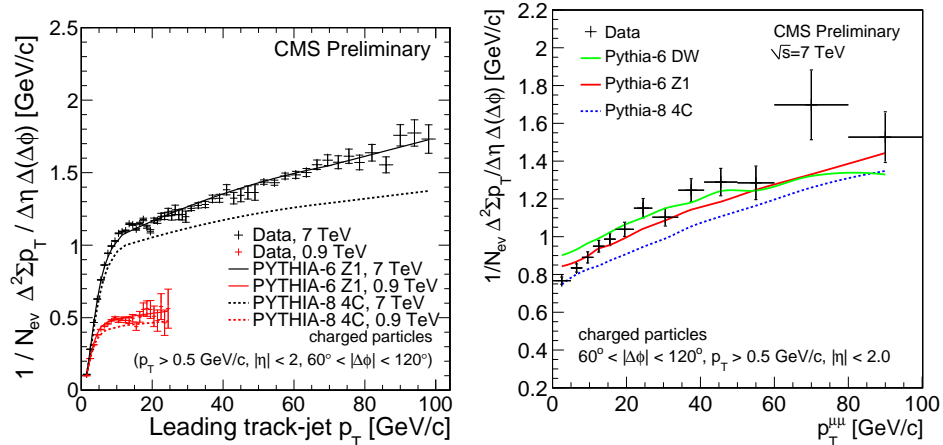 CMS Preliminary
1 / N_ev Δ²Σp_T / Δη Δ(Δϕ) [GeV/c]
2.5
2
1.5
1
0.5
0
Data, 7 TeV
Data, 0.9 TeV
PYTHIA-6 Z1, 7 TeV
PYTHIA-6 Z1, 0.9 TeV
PYTHIA-8 4C, 7 TeV
PYTHIA-8 4C, 0.9 TeV
charged particles
(p_T > 0.5 GeV/c, |η| < 2, 60° < |Δϕ| < 120°)
0 20 40 60 80 100
Leading track-jet p_T [GeV/c]
1/N_ev Δ²Σp_T/Δη Δ(Δϕ) [GeV/c]
2.2
2
1.8
1.6
1.4
1.2
1
0.8
0.6
0.4
0.2
Data
Pythia-6 DW
Pythia-6 Z1
Pythia-8 4C
CMS Preliminary
√s=7 TeV
charged particles
60° < |Δϕ| < 120°, p_T > 0.5 GeV/c, |η| < 2.0
0 20 40 60 80 100
p_T^μμ [GeV/c]